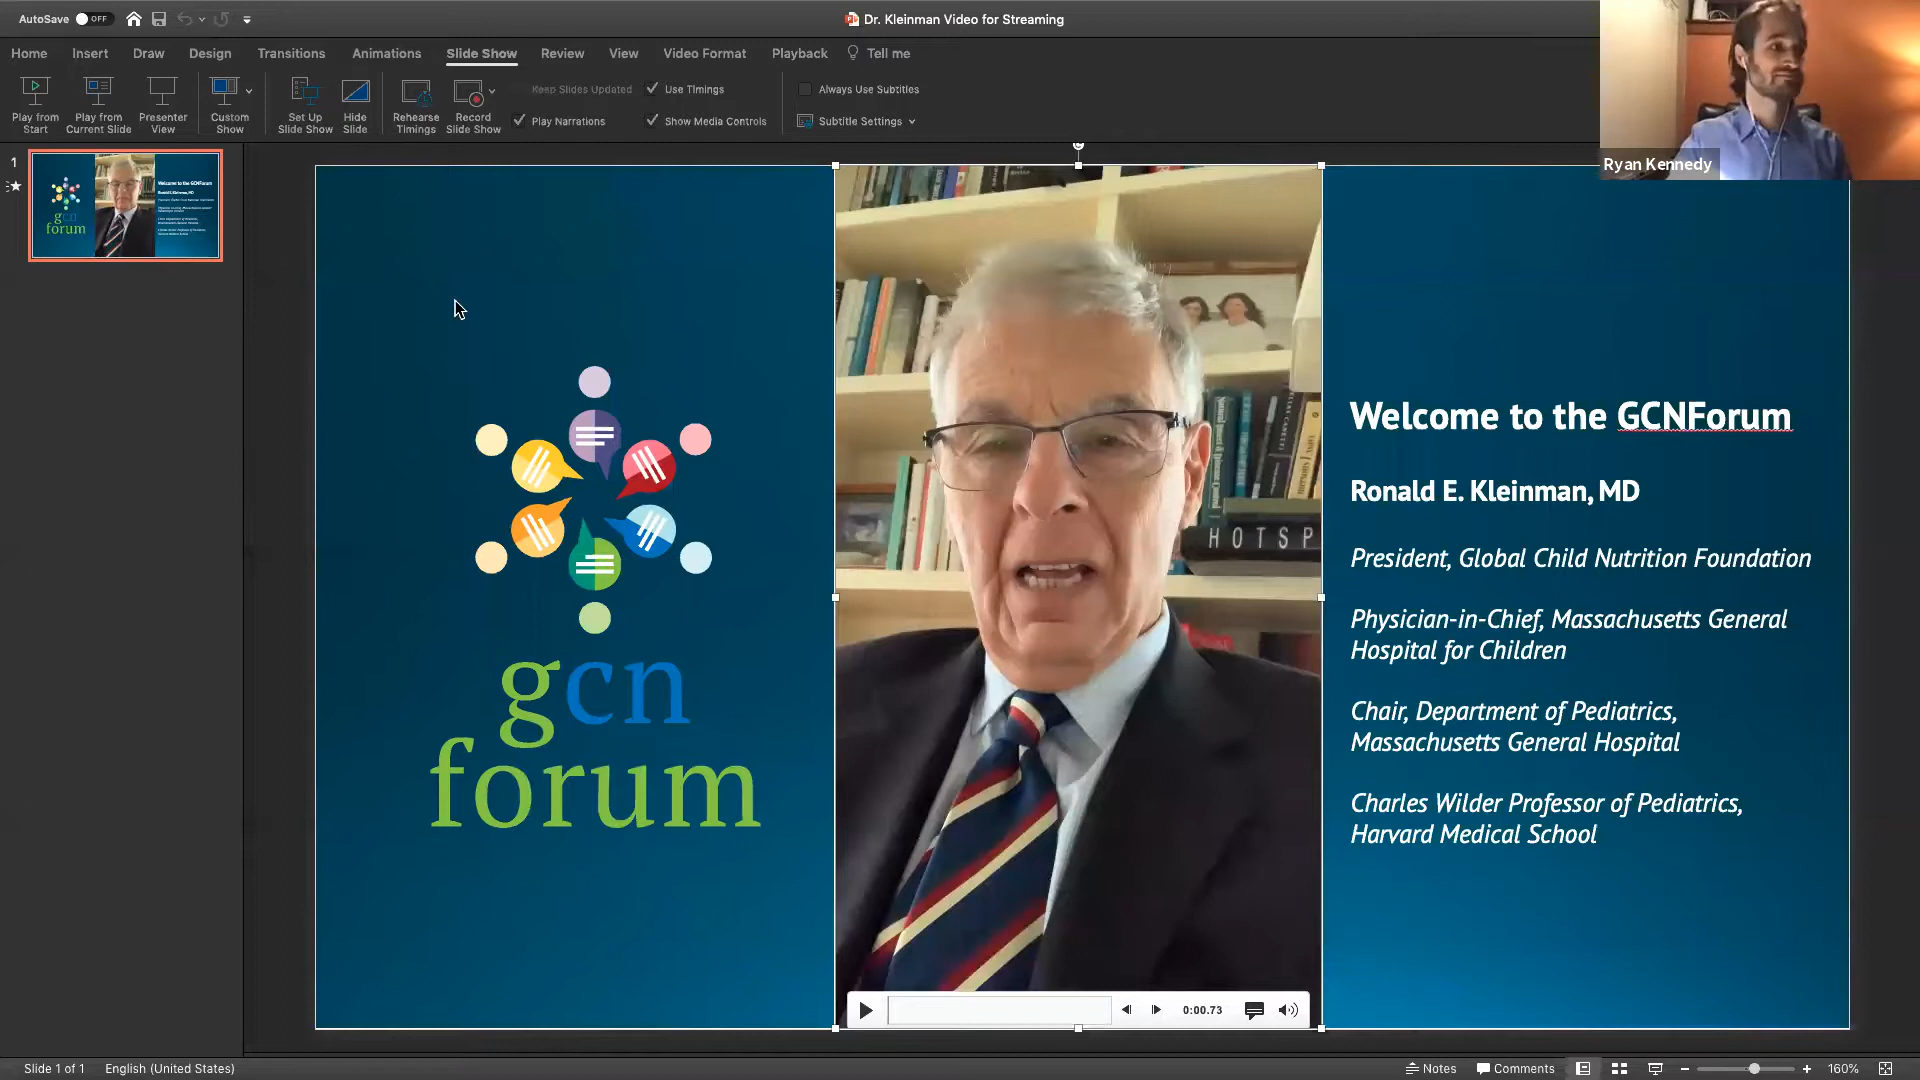 AutoSave OFF
Dr. Kleinman Video for Streaming
Home Insert Draw Design Transitions Animations Slide Show Review View Video Format Playback Tell me
Play from Start
Play from Current Slide
Presenter View
Custom Show
Set Up Slide Show
Hide Slide
Rehearse Timings
Record Slide Show
Keep Slides Updated
Play Narrations
Use Timings
Show Media Controls
Always Use Subtitles
Subtitle Settings
Ryan Kennedy
1
gcn
forum
HOTSP
Welcome to the GCNForum
Ronald E. Kleinman, MD
President, Global Child Nutrition Foundation
Physician-in-Chief, Massachusetts General
Hospital for Children
Chair, Department of Pediatrics,
Massachusetts General Hospital
Charles Wilder Professor of Pediatrics,
Harvard Medical School
0:00.73
Slide 1 of 1 English (United States)
Notes Comments 160%